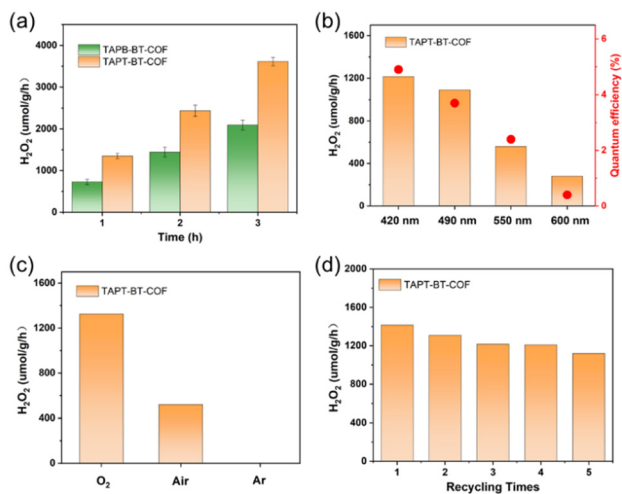 (a)
TAPB-BT-COF
TAPT-BT-COF
H₂O₂ (umol/g/h)
4000
3000
2000
1000
0
1 2 3
Time (h)
(b)
TAPT-BT-COF
H₂O₂ (umol/g/h)
1600
1200
800
400
0
420 nm 490 nm 550 nm 600 nm
6
4
2
0
Quantum efficiency (%)
(c)
TAPT-BT-COF
H₂O₂ (umol/g/h)
1600
1200
800
400
0
O₂ Air Ar
(d)
TAPT-BT-COF
H₂O₂ (umol/g/h)
2000
1600
1200
800
400
0
1 2 3 4 5
Recycling Times